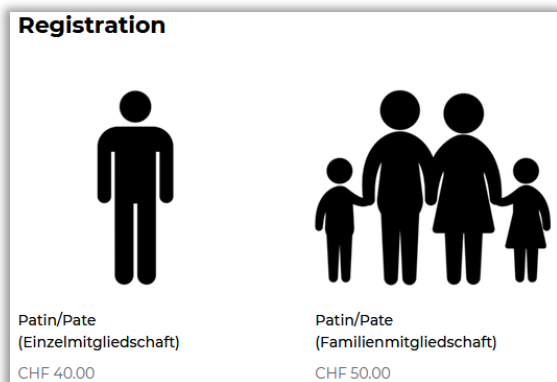 Registration
Patin/Pate
(Einzelmitgliedschaft)
CHF 40.00
Patin/Pate
(Familienmitgliedschaft)
CHF 50.00